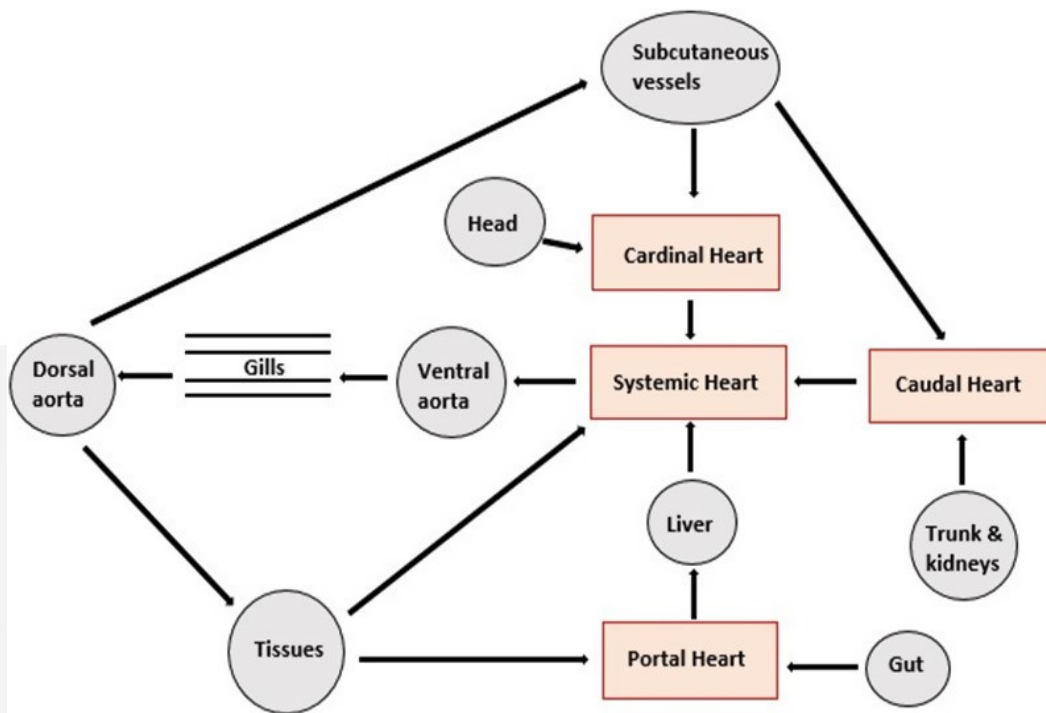 Subcutaneous
vessels
Head
Cardinal Heart
Dorsal
aorta
Gills
Ventral
aorta
Systemic Heart
Caudal Heart
Liver
Trunk &
kidneys
Tissues
Portal Heart
Gut